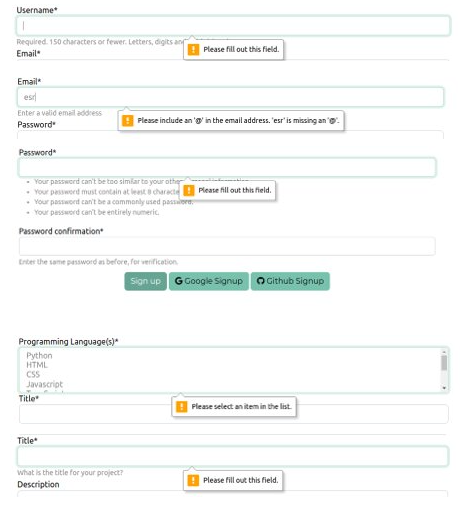 Username*
Required. 150 characters or fewer. Letters, digits and
Please fill out this field.
Email*
Email*
esr
Enter a valid email address
Please include an '@' in the email address. 'esr' is missing an '@'.
Password*
Password*
Your password can't be too similar to your other personal information.
Your password must contain at least 8 characte
Please fill out this field.
Your password can't be a commonly used password.
Your password can't be entirely numeric.
Password confirmation*
Enter the same password as before, for verification.
Sign up Google Signup Github Signup
Programming Language(s)*
Python
HTML
CSS
Javascript
Title*
Please select an item in the list.
Title*
What is the title for your project?
Please fill out this field.
Description